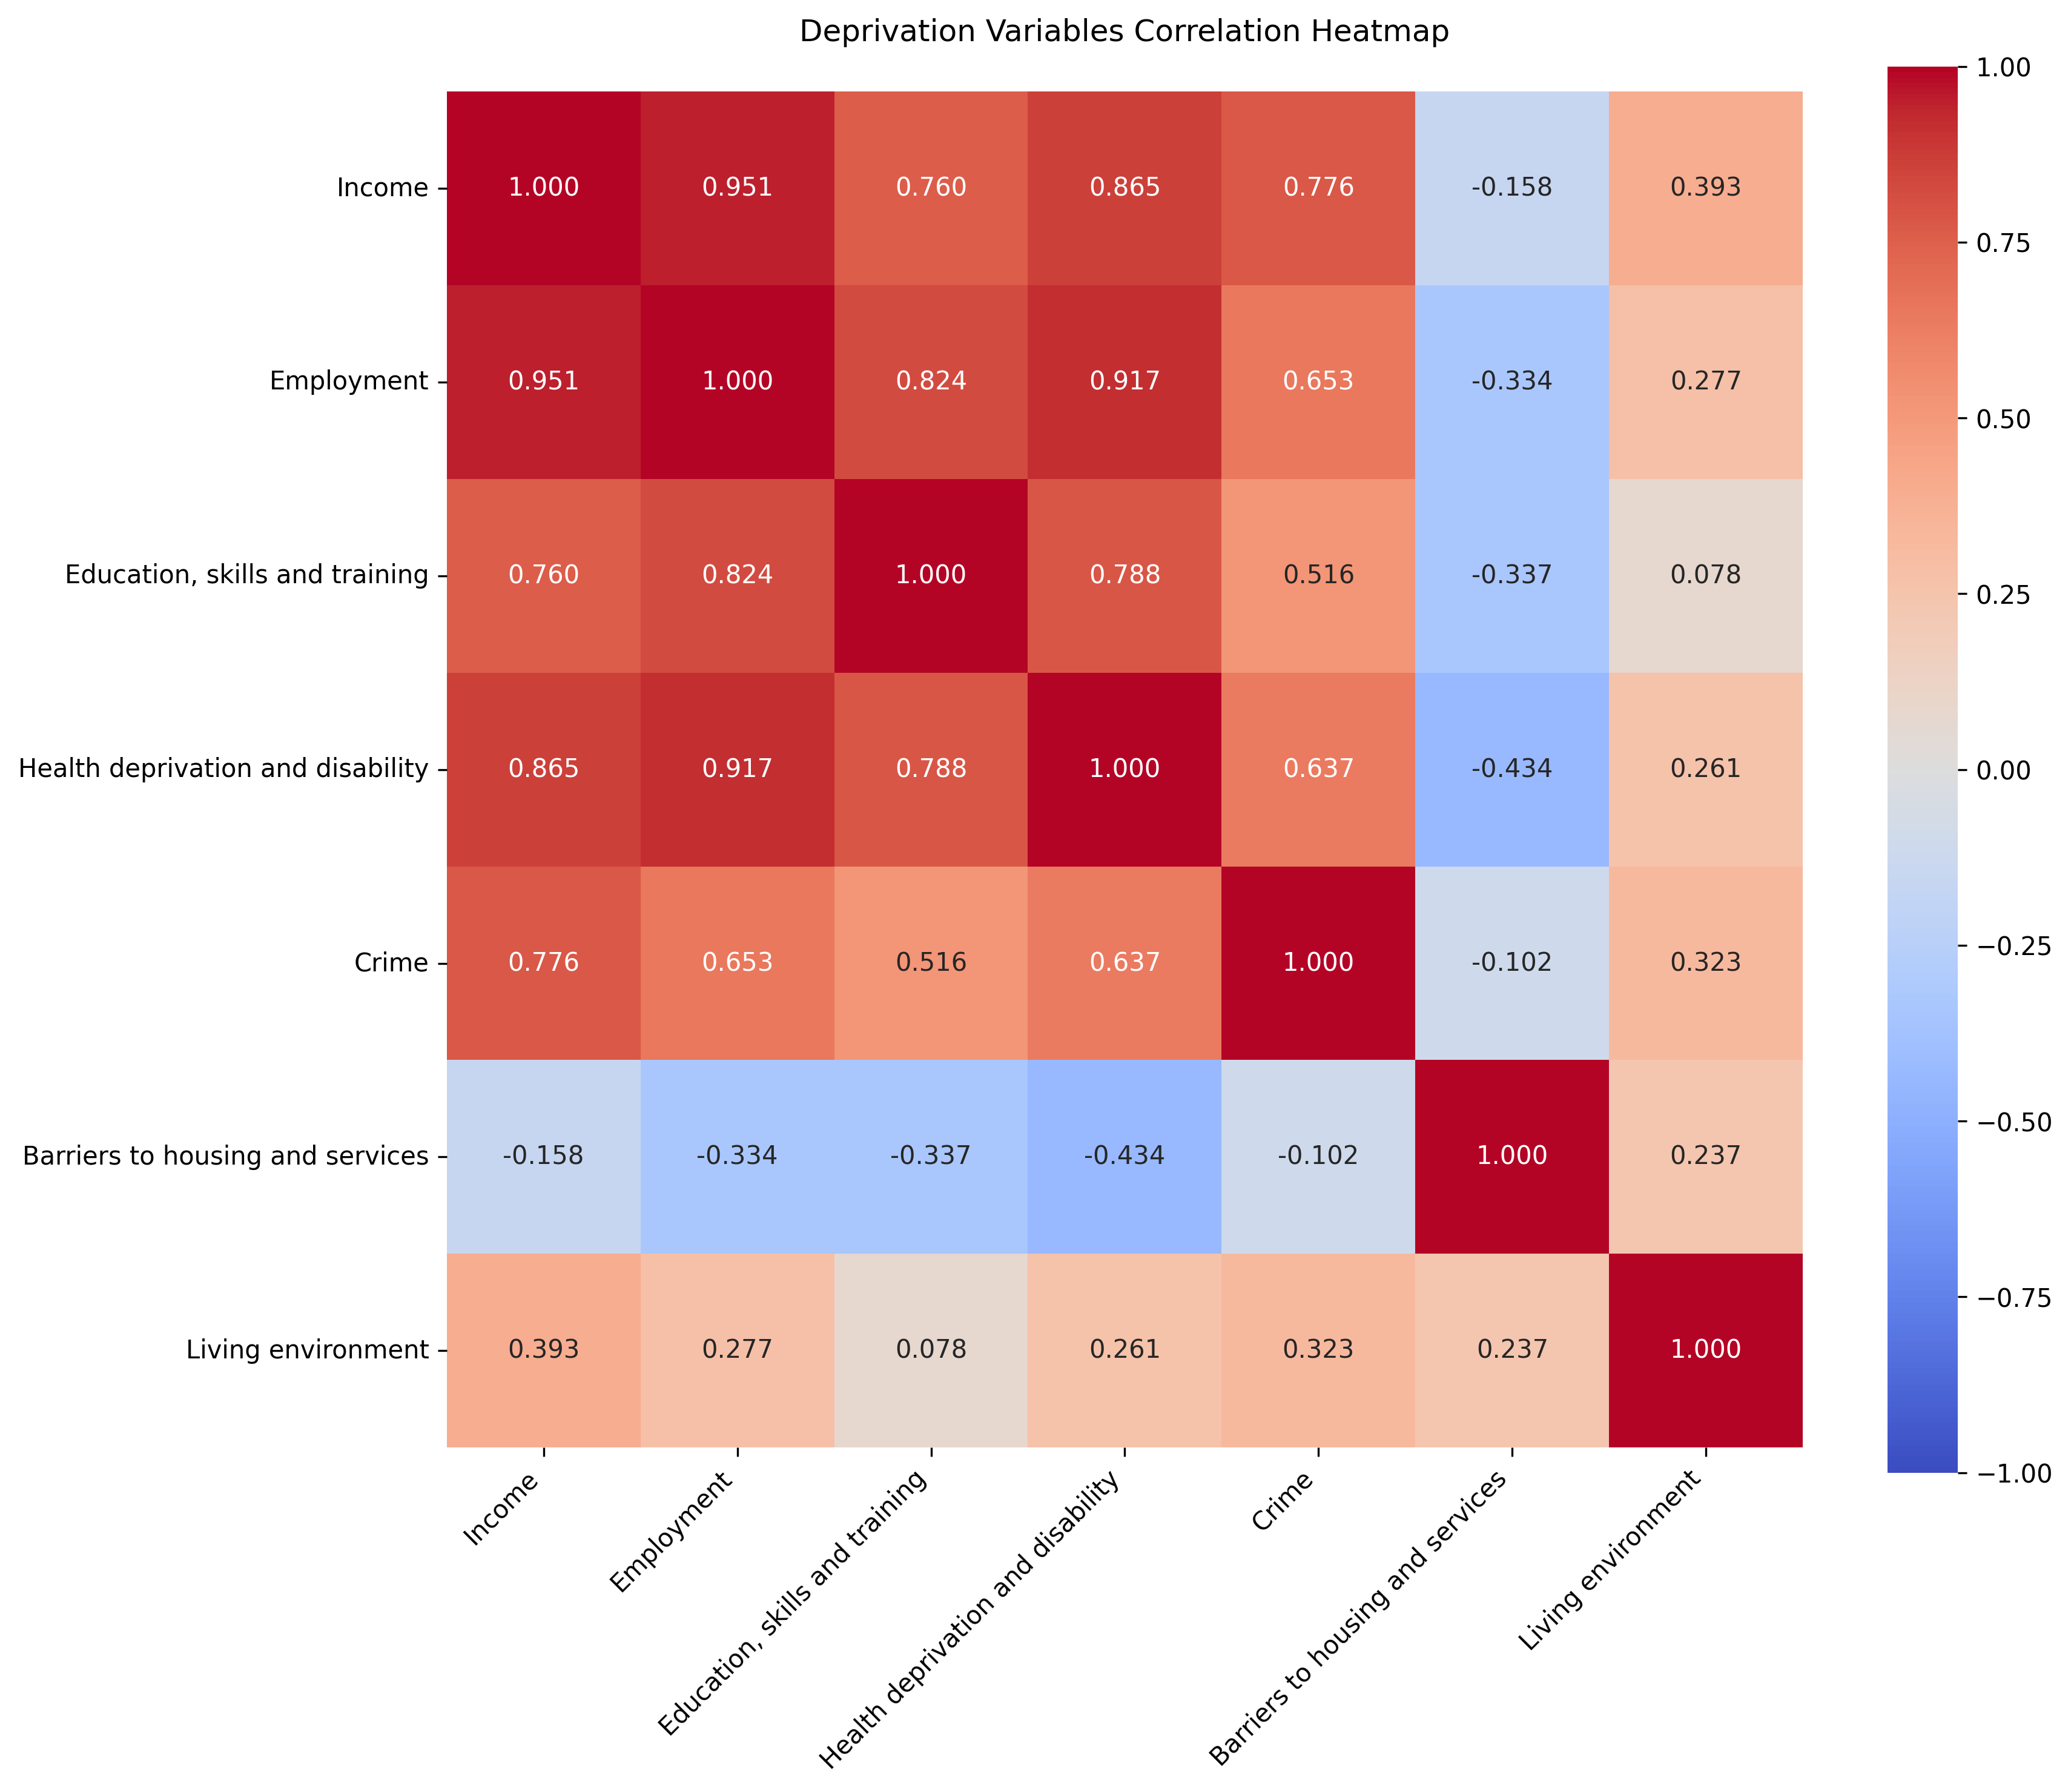 Deprivation Variables Correlation Heatmap
1.00
Income 1.000 0.951 0.760 0.865 0.776 -0.158 0.393
0.75
Employment 0.951 1.000 0.824 0.917 0.653 -0.334 0.277
0.50
Education, skills and training 0.760 0.824 1.000 0.788 0.516 -0.337 0.078
0.25
Health deprivation and disability 0.865 0.917 0.788 1.000 0.637 -0.434 0.261
0.00
Crime 0.776 0.653 0.516 0.637 1.000 -0.102 0.323
−0.25
−0.50
Barriers to housing and services -0.158 -0.334 -0.337 -0.434 -0.102 1.000 0.237
−0.75
Living environment 0.393 0.277 0.078 0.261 0.323 0.237 1.000
−1.00
Income
Employment
Education, skills and training
Health deprivation and disability
Crime
Barriers to housing and services
Living environment